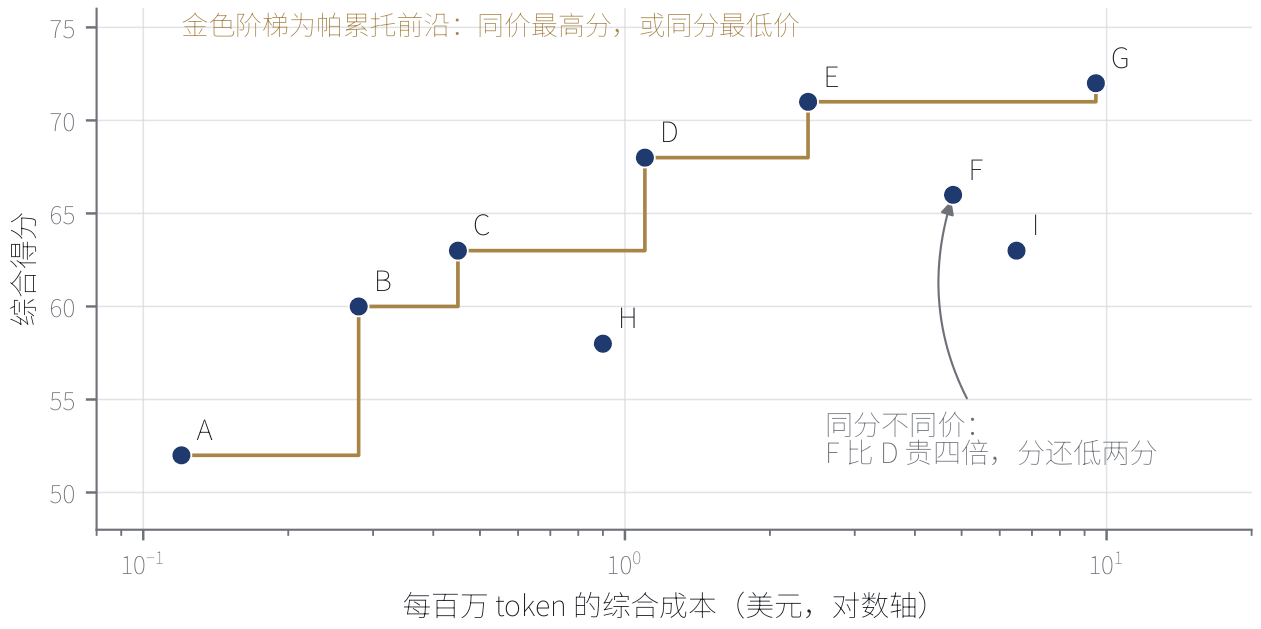 金色阶梯为帕累托前沿：同价最高分，或同分最低价
75
70
65
60
55
50
综合得分
A
B
C
D
E
F
G
H
I
同分不同价：
F 比 D 贵四倍，分还低两分
10⁻¹
10⁰
10¹
每百万 token 的综合成本（美元，对数轴）